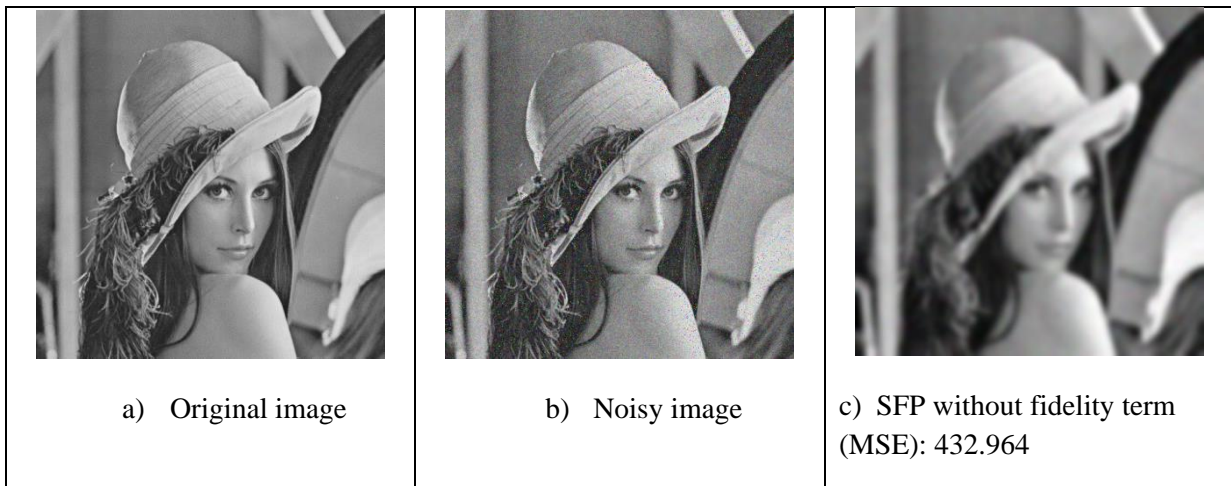 a) Original image
b) Noisy image
c) SFP without fidelity term
(MSE): 432.964